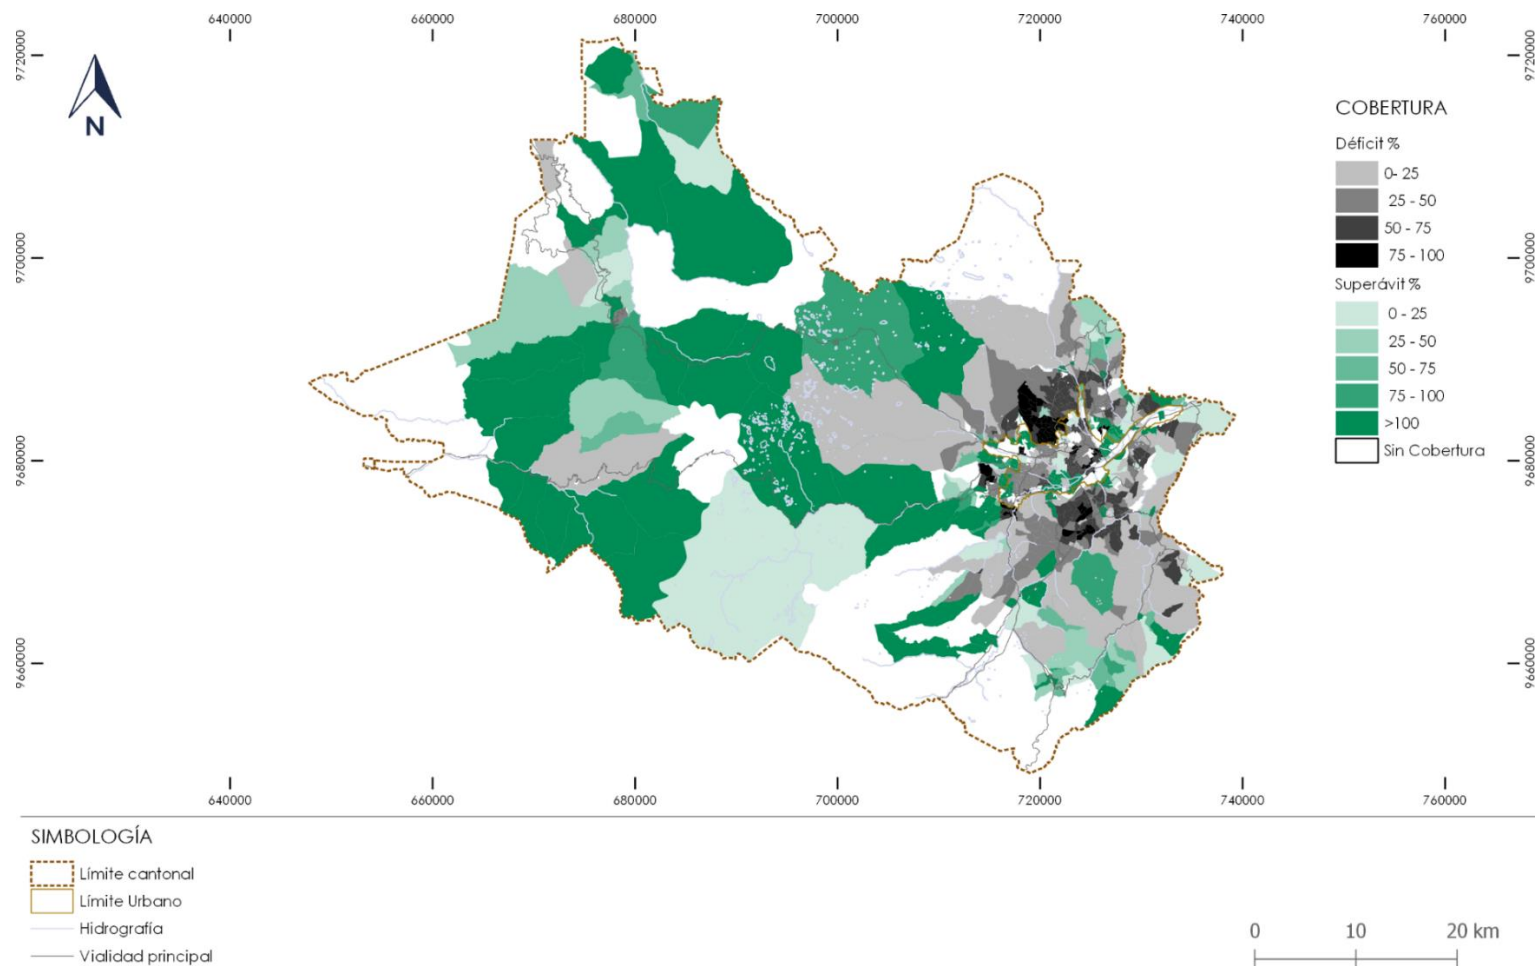 640000 660000 680000 700000 720000 740000 760000
9720000 9720000
N
COBERTURA
Déficit %
0- 25
25 - 50
50 - 75
75 - 100
9700000 9700000
Superávit %
0 - 25
25 - 50
50 - 75
75 - 100
>100
Sin Cobertura
9680000 9680000
9660000 9660000
640000 660000 680000 700000 720000 740000 760000
SIMBOLOGÍA
Límite cantonal
Límite Urbano
Hidrografía
Vialidad principal
0 10 20 km